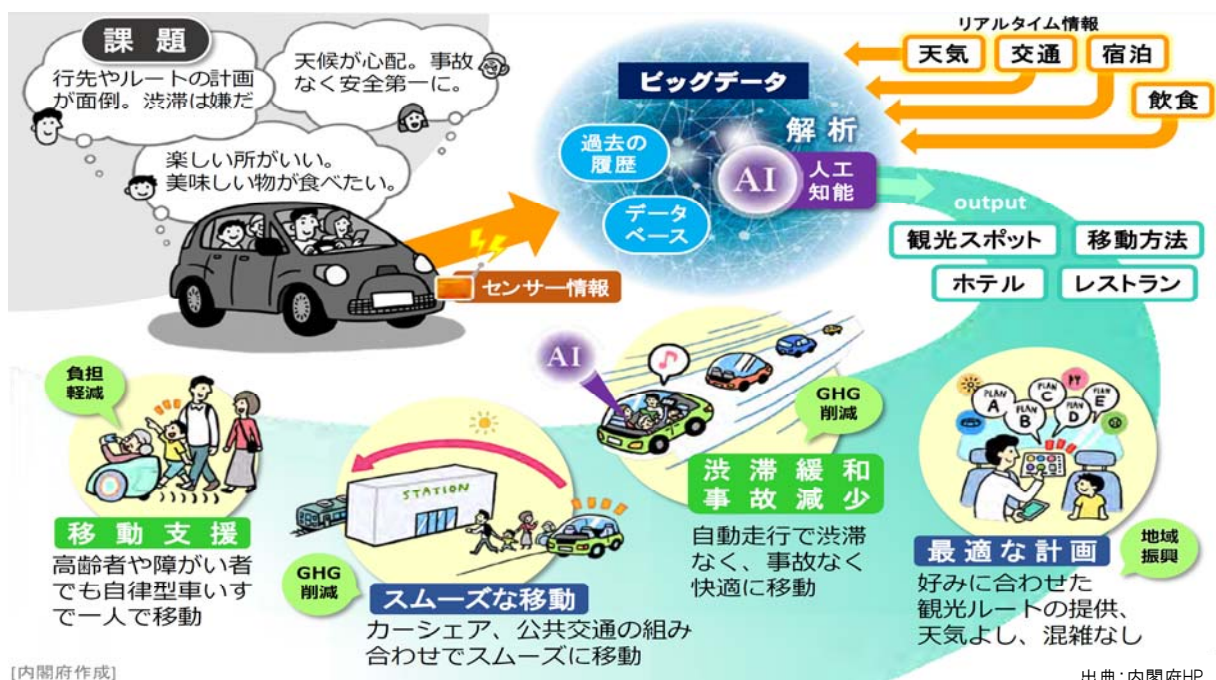 課題
行先やルートの計画
が面倒。渋滞は嫌だ
天候が心配。事故
なく安全第一に。
楽しい所がいい。
美味しい物が食べたい。
センサー情報
ビッグデータ
過去の
履歴
データ
ベース
解析
AI
人工
知能
リアルタイム情報
天気
交通
宿泊
飲食
output
観光スポット
移動方法
ホテル
レストラン
負担
軽減
移動支援
高齢者や障がい者
でも自律型車いす
で一人で移動
STATION
GHG
削減
スムーズな移動
カーシェア、公共交通の組み
合わせでスムーズに移動
AI
GHG
削減
渋滞緩和
事故減少
自動走行で渋滞
なく、事故なく
快適に移動
PLAN
A
PLAN
B
PLAN
C
PLAN
D
PLAN
E
最適な計画
地域
振興
好みに合わせた
観光ルートの提供、
天気よし、混雑なし
[内閣府作成]
出典：内閣府HP